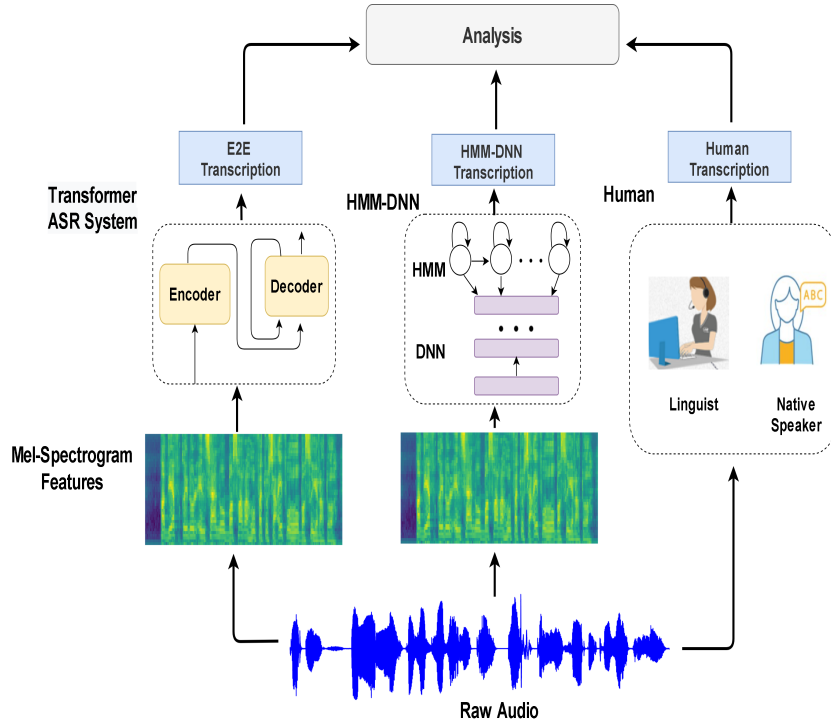 Analysis
E2E
Transcription
HMM-DNN
Transcription
Human
Transcription
Transformer
ASR System
HMM-DNN
Human
Encoder
Decoder
HMM
DNN
ABC
Linguist
Native
Speaker
Mel-Spectrogram
Features
Raw Audio